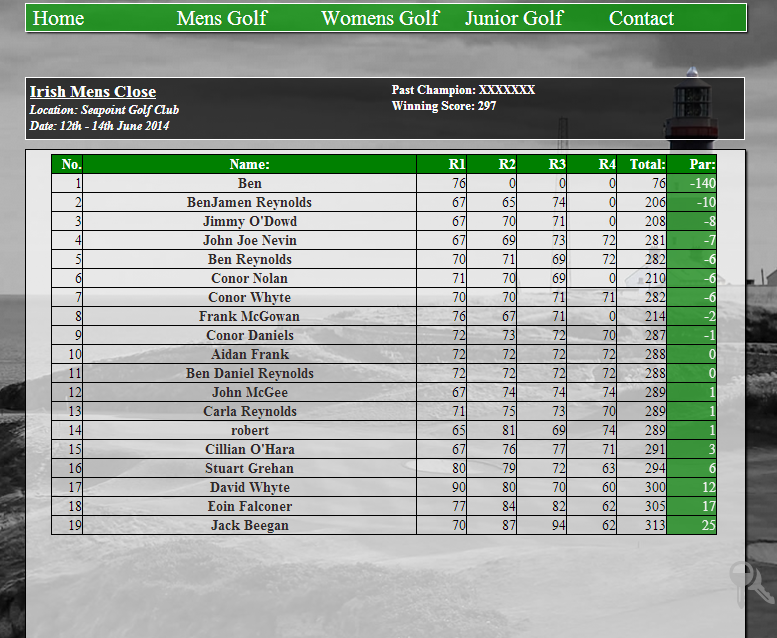 Home Mens Golf Womens Golf Junior Golf Contact
Irish Mens Close
Location: Seapoint Golf Club
Date: 12th - 14th June 2014
Past Champion: XXXXXXX
Winning Score: 297
No. Name: R1 R2 R3 R4 Total: Par:
1 Ben 76 0 0 0 76 -140
2 BenJamen Reynolds 67 65 74 0 206 -10
3 Jimmy O'Dowd 67 70 71 0 208 -8
4 John Joe Nevin 67 69 73 72 281 -7
5 Ben Reynolds 70 71 69 72 282 -6
6 Conor Nolan 71 70 69 0 210 -6
7 Conor Whyte 70 70 71 71 282 -6
8 Frank McGowan 76 67 71 0 214 -2
9 Conor Daniels 72 73 72 70 287 -1
10 Aidan Frank 72 72 72 72 288 0
11 Ben Daniel Reynolds 72 72 72 72 288 0
12 John McGee 67 74 74 74 289 1
13 Carla Reynolds 71 75 73 70 289 1
14 robert 65 81 69 74 289 1
15 Cillian O'Hara 67 76 77 71 291 3
16 Stuart Grehan 80 79 72 63 294 6
17 David Whyte 90 80 70 60 300 12
18 Eoin Falconer 77 84 82 62 305 17
19 Jack Beegan 70 87 94 62 313 25